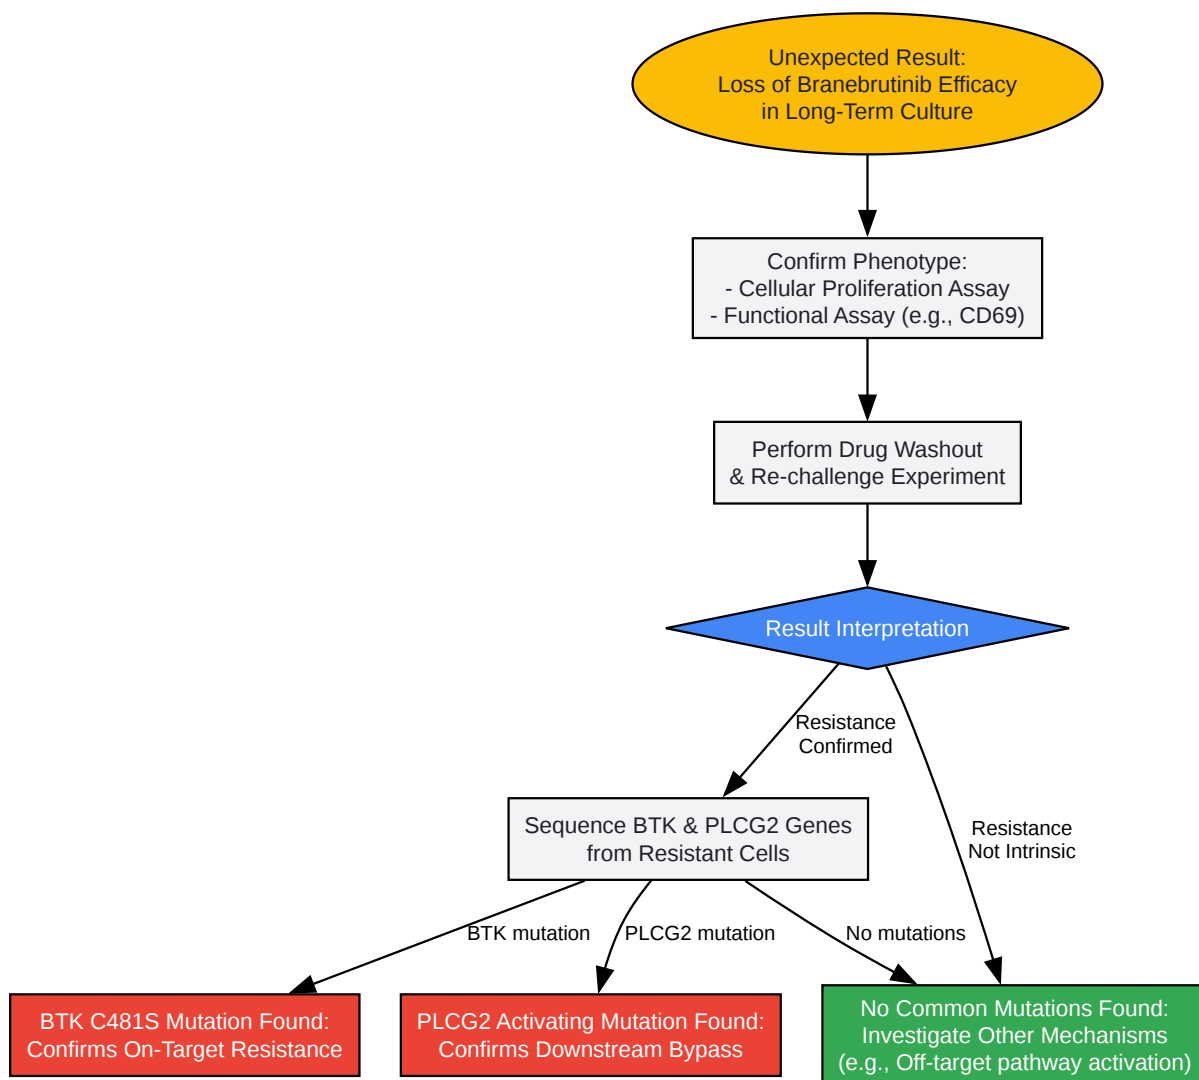 Unexpected Result:
Loss of Branebrutinib Efficacy
in Long-Term Culture
Confirm Phenotype:
- Cellular Proliferation Assay
- Functional Assay (e.g., CD69)
Perform Drug Washout
& Re-challenge Experiment
Result Interpretation
Resistance
Confirmed
Resistance
Not Intrinsic
Sequence BTK & PLCG2 Genes
from Resistant Cells
BTK mutation
PLCG2 mutation
No mutations
BTK C481S Mutation Found:
Confirms On-Target Resistance
PLCG2 Activating Mutation Found:
Confirms Downstream Bypass
No Common Mutations Found:
Investigate Other Mechanisms
(e.g., Off-target pathway activation)